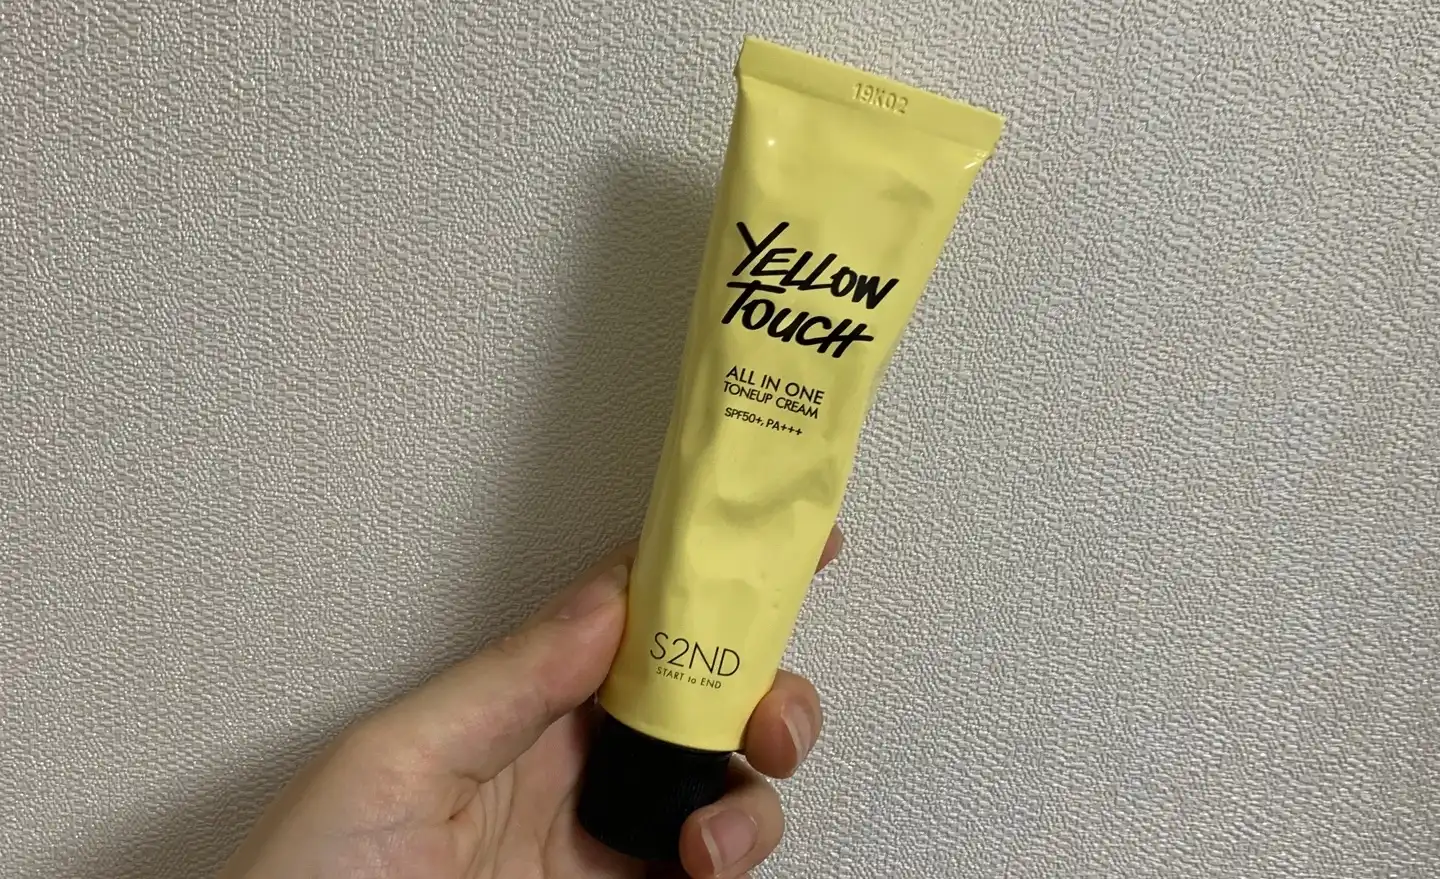 19K02
YELLOW
TOUCH
ALL IN ONE
TONEUP CREAM
SPF50+, PA+++
S2ND
START to END